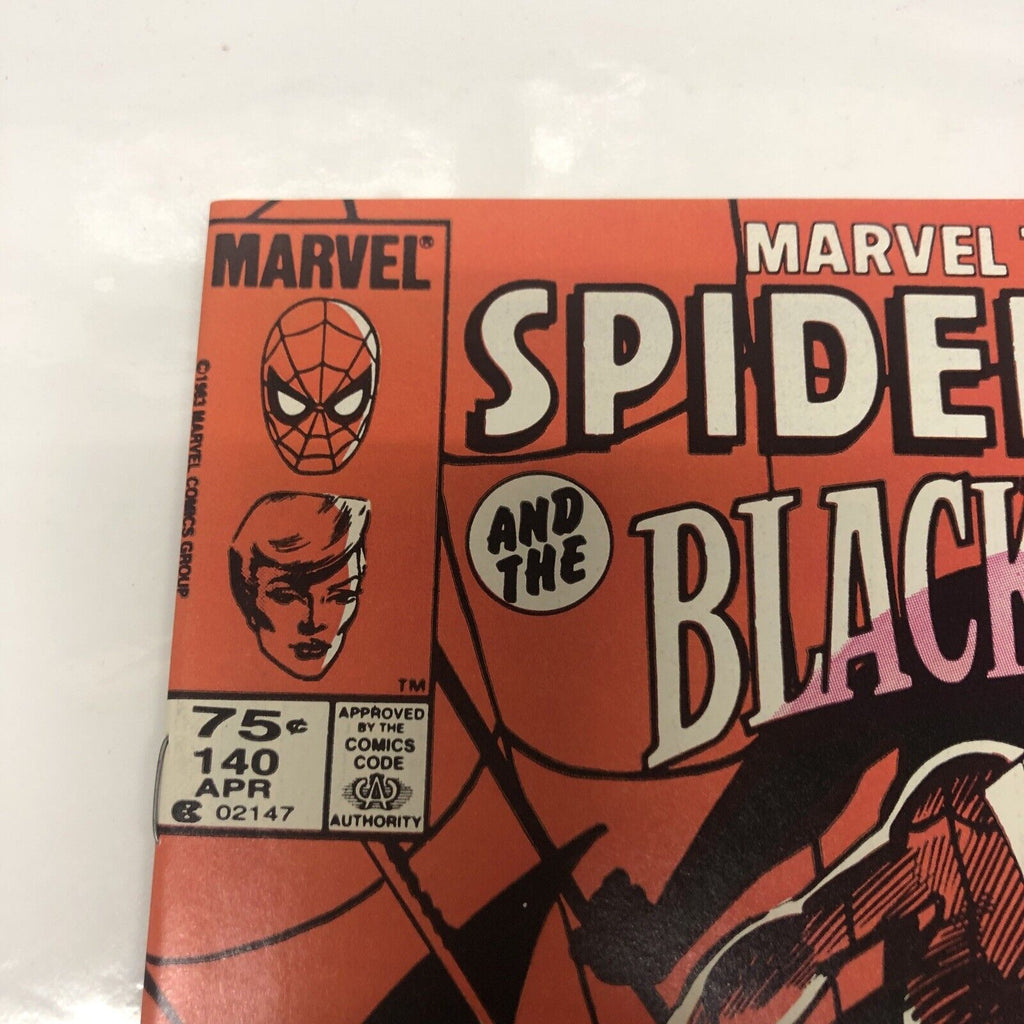 MARVEL®
©1983 MARVEL COMICS GROUP
TM
75¢
140
APR
02147
APPROVED
BY THE
COMICS
CODE
CA
AUTHORITY
MARVEL
SPIDE
AND
THE
BLACK